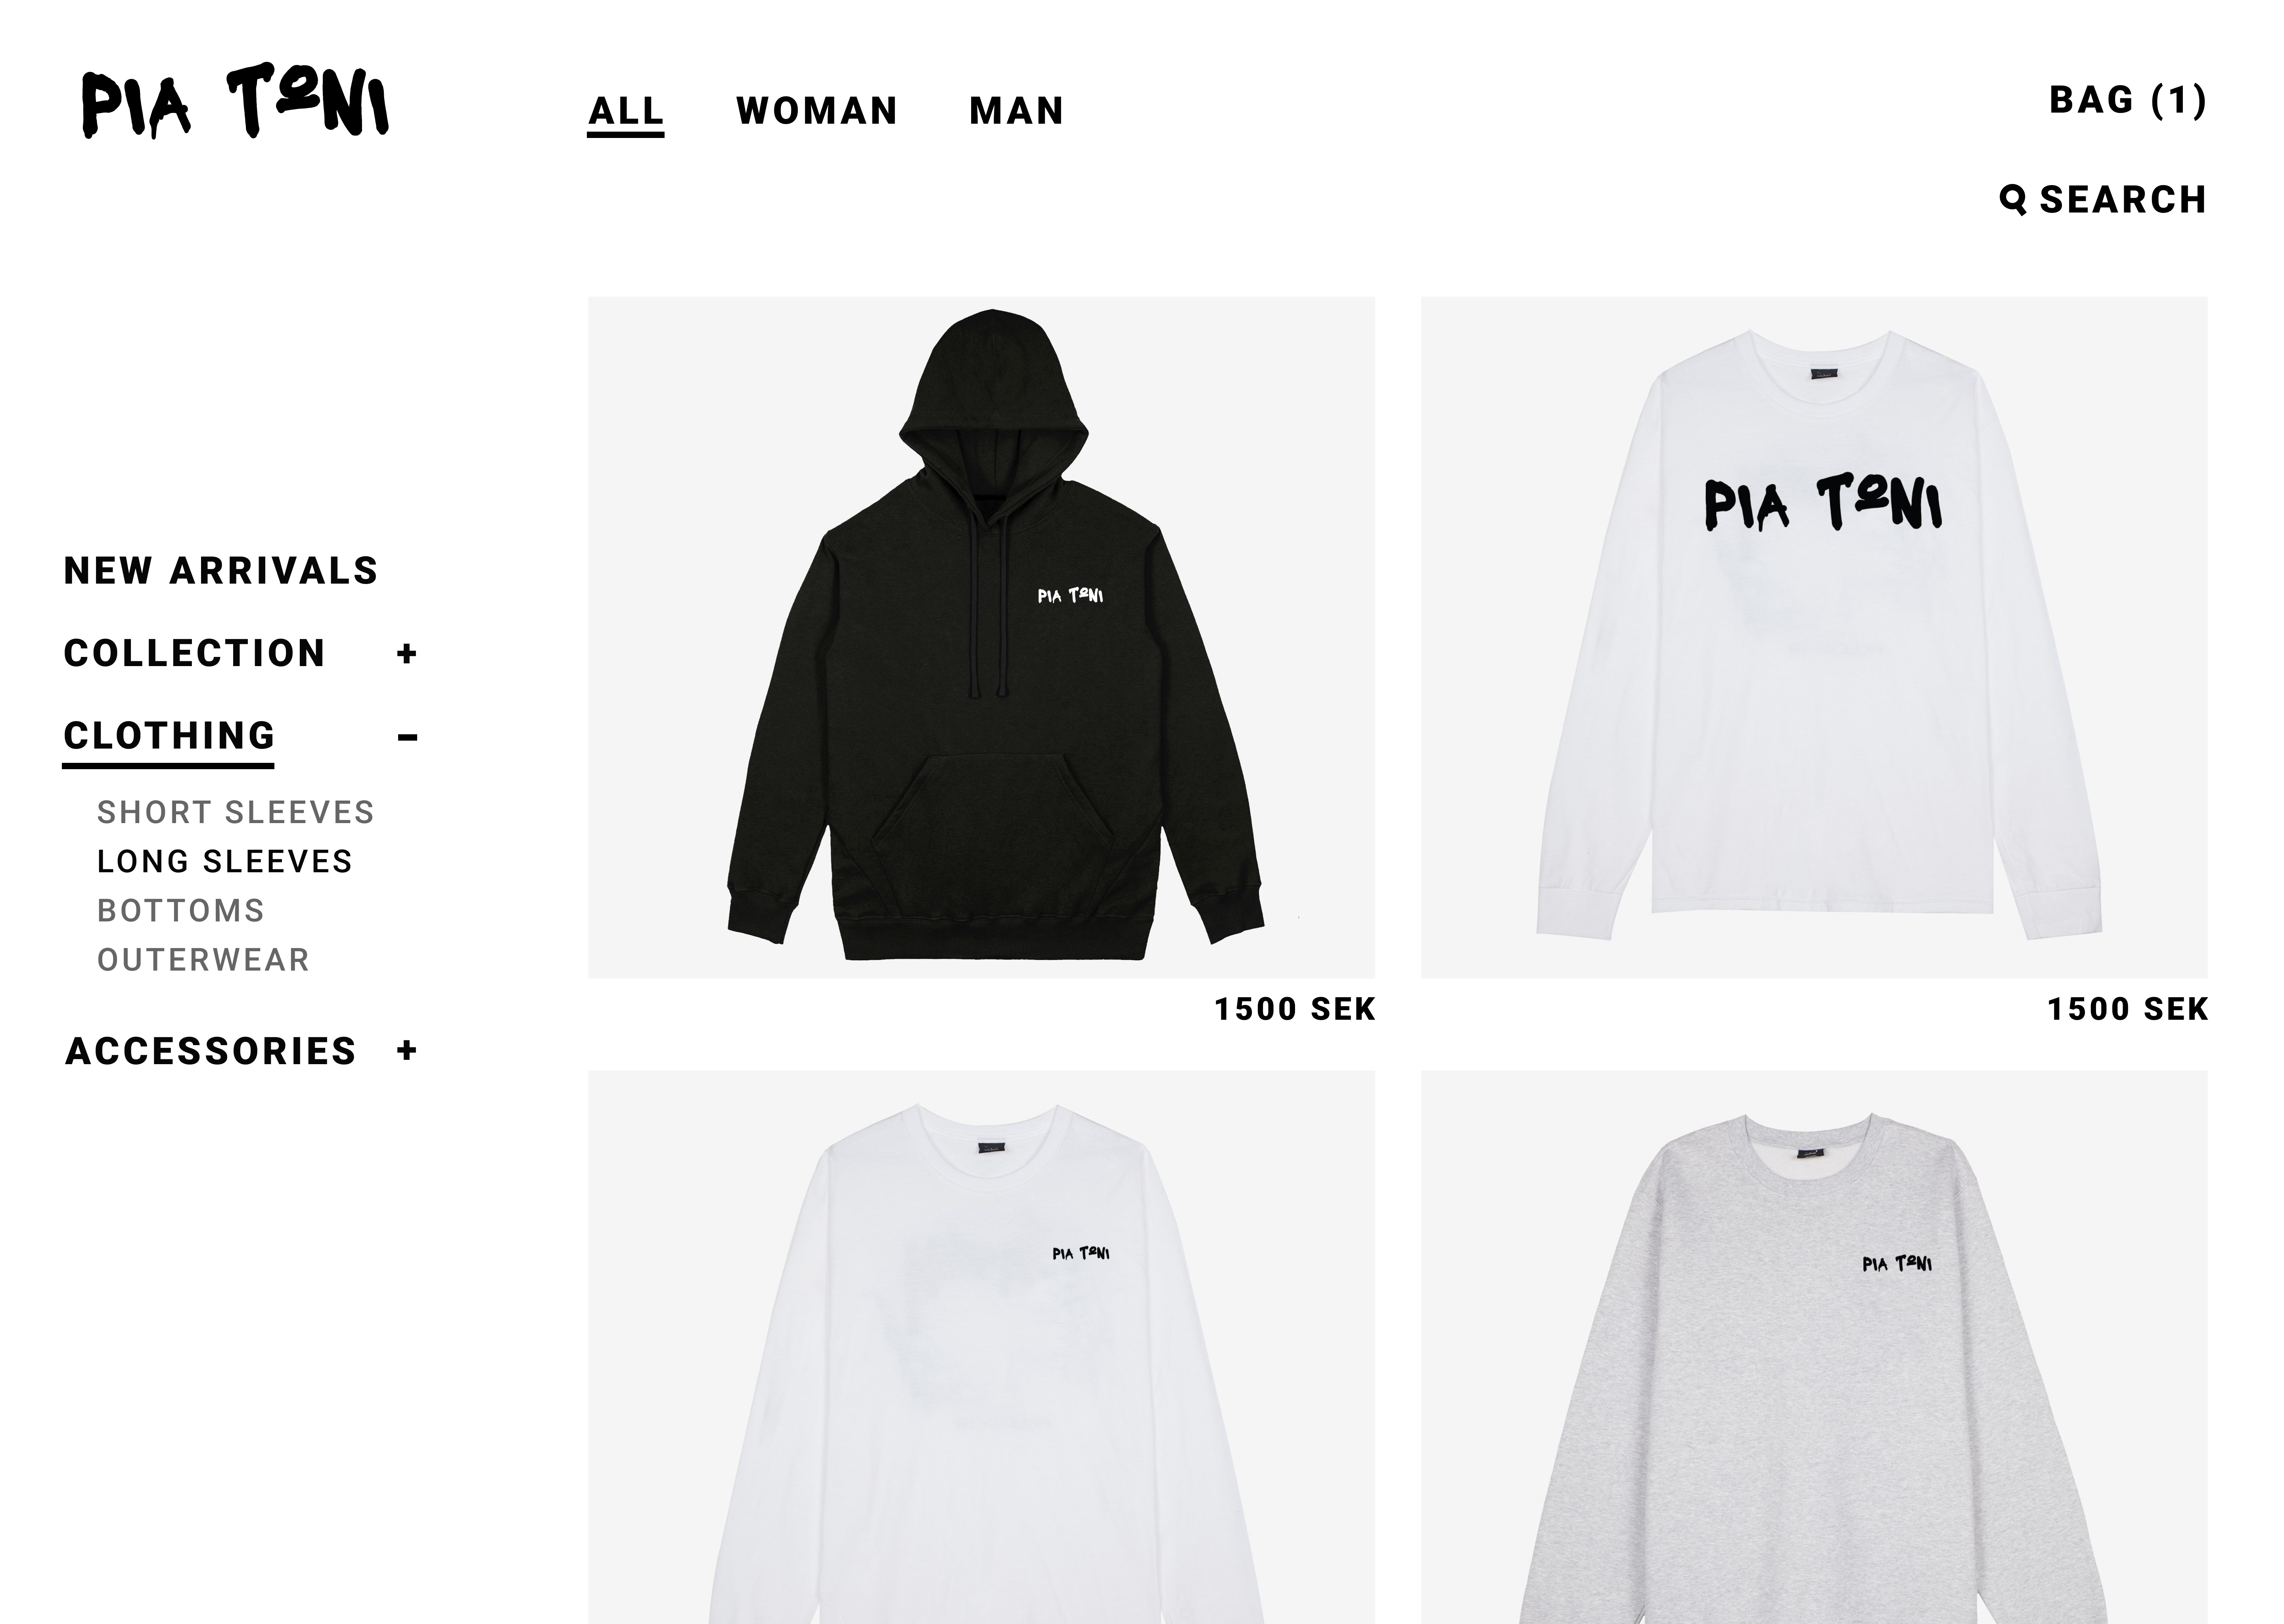 PIA TONI
ALL WOMAN MAN
BAG (1)
SEARCH
NEW ARRIVALS
COLLECTION +
CLOTHING –
SHORT SLEEVES
LONG SLEEVES
BOTTOMS
OUTERWEAR
ACCESSORIES +
PIA TONI
1500 SEK
PIA TONI
1500 SEK
PIA TONI
PIA TONI